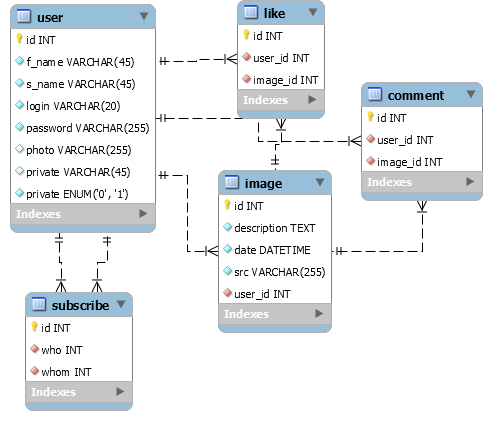 user
id INT
f_name VARCHAR(45)
s_name VARCHAR(45)
login VARCHAR(20)
password VARCHAR(255)
photo VARCHAR(255)
private VARCHAR(45)
private ENUM('0', '1')
Indexes
like
id INT
user_id INT
image_id INT
Indexes
comment
id INT
user_id INT
image_id INT
Indexes
image
id INT
description TEXT
date DATETIME
src VARCHAR(255)
user_id INT
Indexes
subscribe
id INT
who INT
whom INT
Indexes